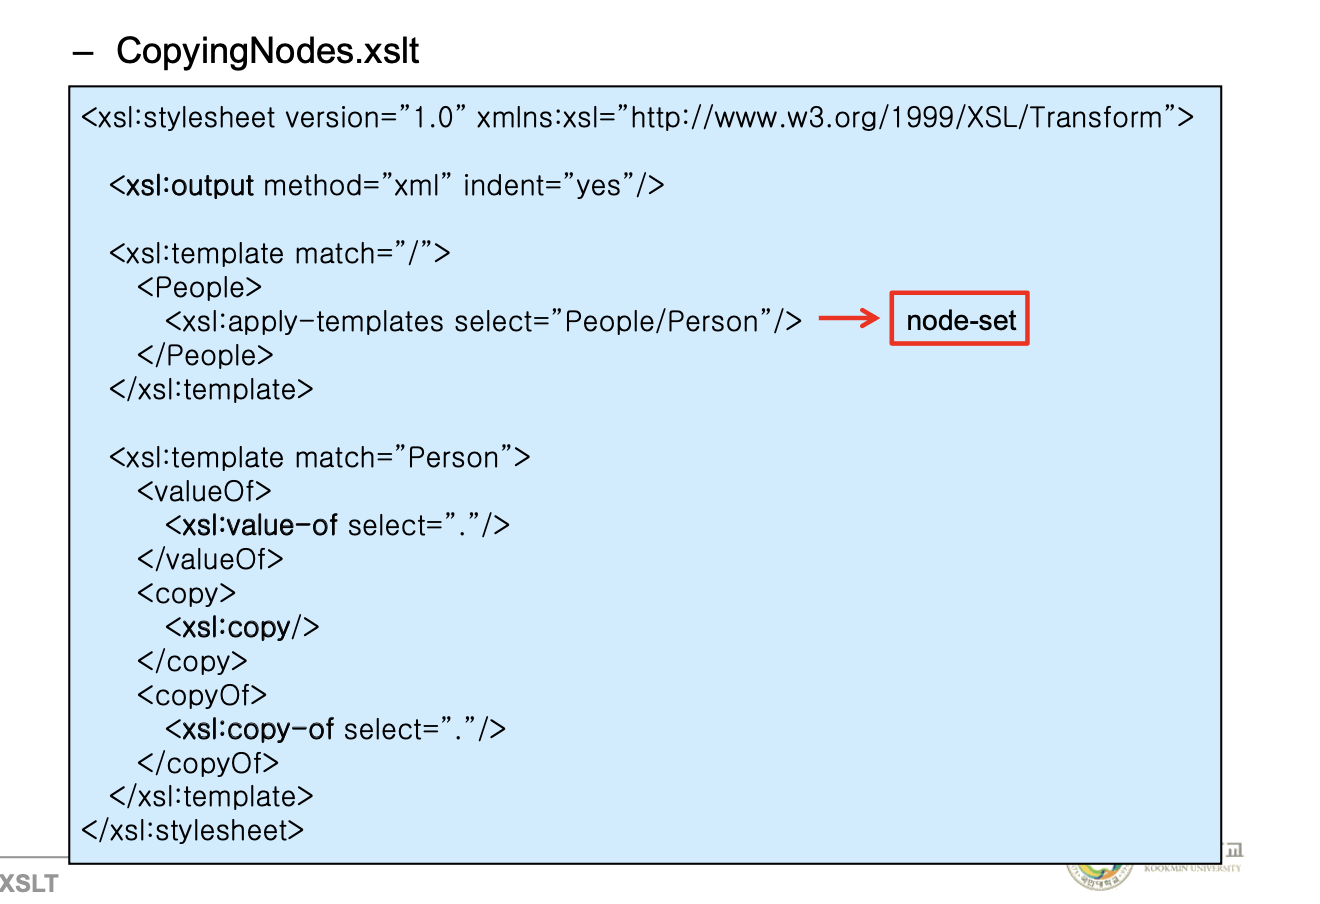 – CopyingNodes.xslt
<xsl:stylesheet version=”1.0” xmlns:xsl=”http://www.w3.org/1999/XSL/Transform”>
<xsl:output method=”xml” indent=”yes”/>
<xsl:template match=”/”>
<People>
<xsl:apply-templates select=”People/Person”/> → node-set
</People>
</xsl:template>
<xsl:template match=”Person”>
<valueOf>
<xsl:value-of select=”.”/>
</valueOf>
<copy>
<xsl:copy/>
</copy>
<copyOf>
<xsl:copy-of select=”.”/>
</copyOf>
</xsl:template>
</xsl:stylesheet>
XSLT
KOOKMIN UNIVERSITY